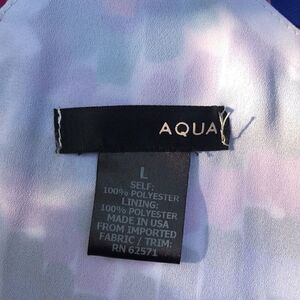 AQUA
L
SELF:
100% POLYESTER
LINING:
100% POLYESTER
MADE IN USA
FROM IMPORTED
FABRIC / TRIM:
RN 62571